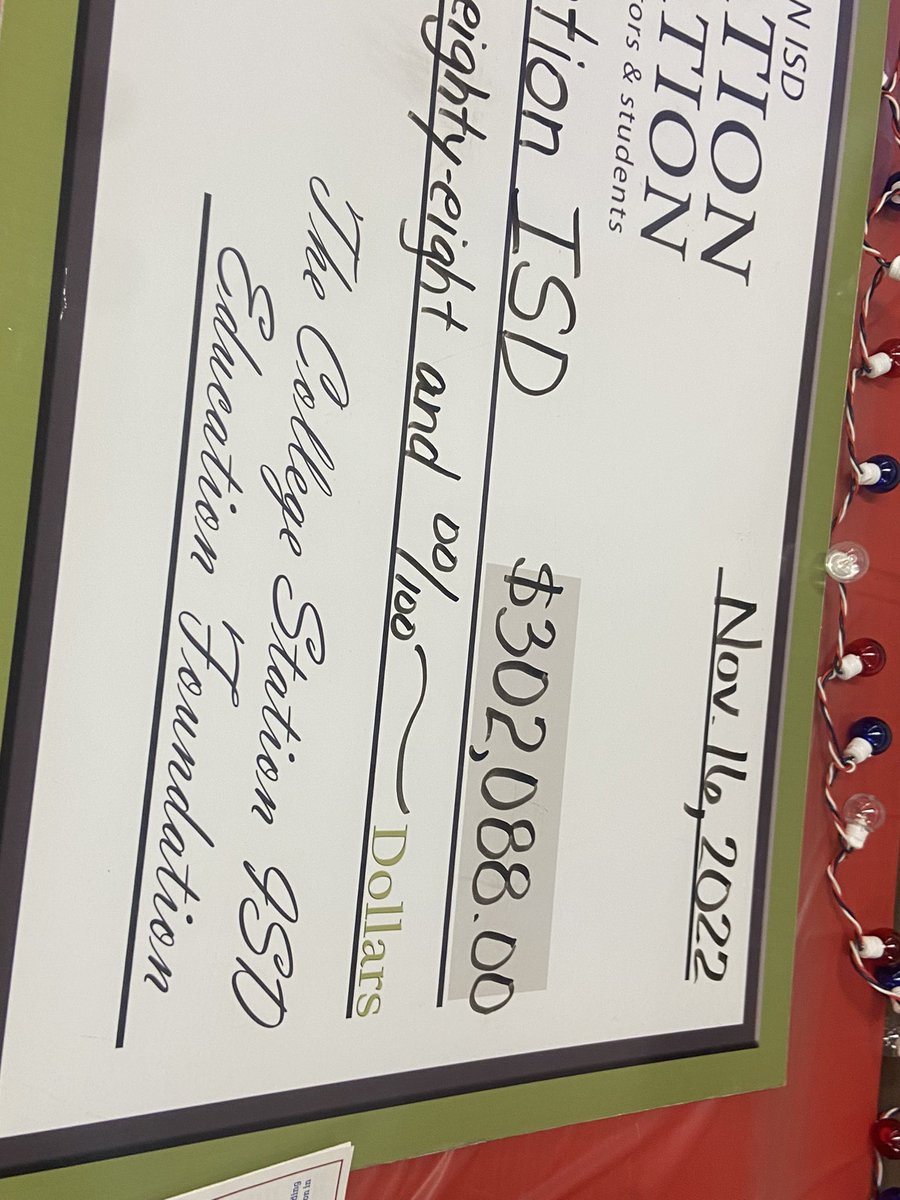 N ISD
TION
TION
ors & students
Nov. 16, 2022
tion ISD
$302,088.00
eighty-eight and 00/100
Dollars
The College Station ISD
Education Foundation